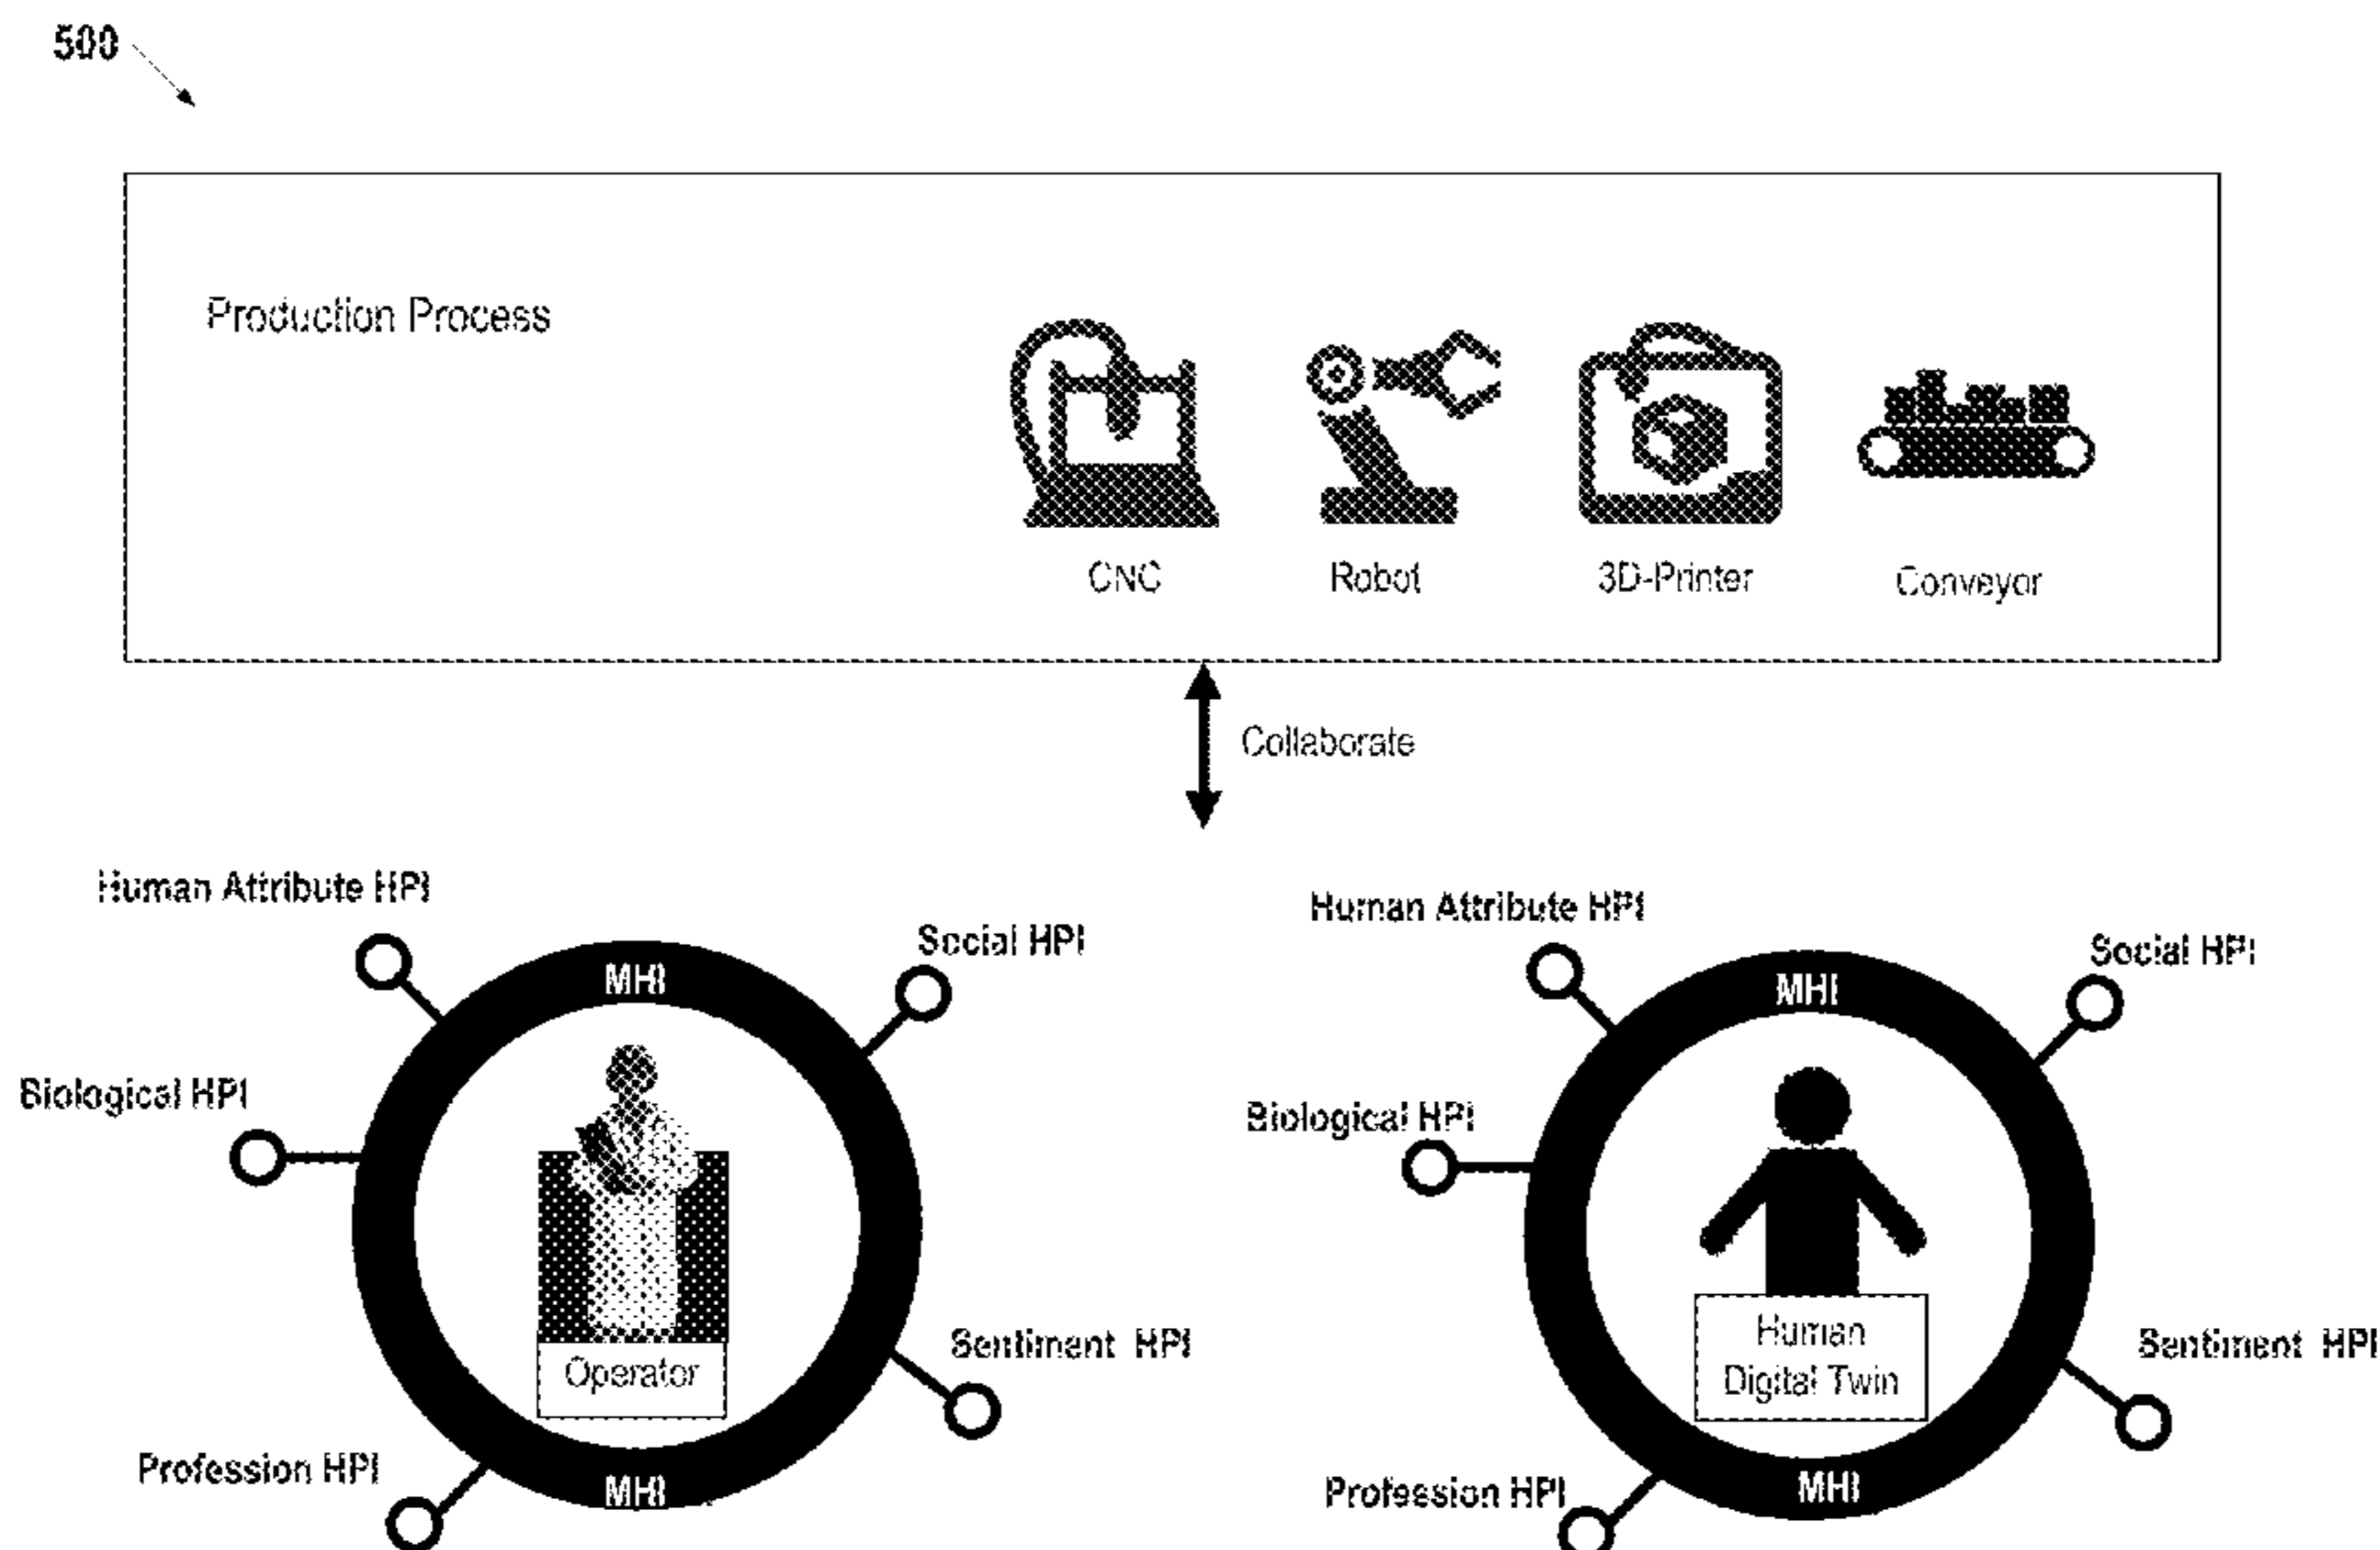 500
Production Process
CNC
Robot
3D-Printer
Conveyor
Collaborate
Human Attribute HPI
Social HPI
MHI
Biological HPI
Operator
Sentiment HPI
Profession HPI
MHI
Human Attribute HPI
Social HPI
MHI
Biological HPI
Human
Digital Twin
Sentiment HPI
Profession HPI
MHI